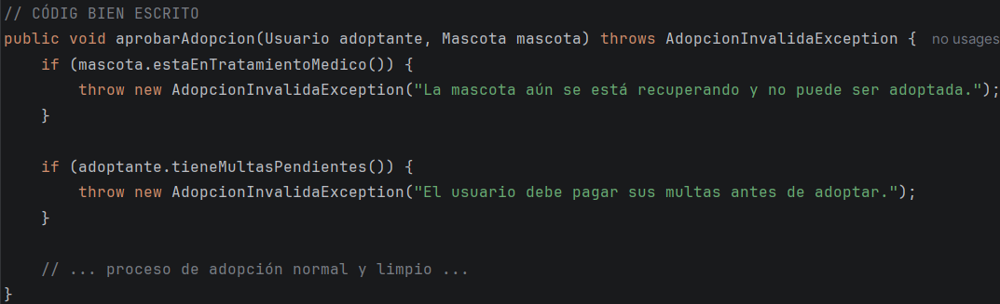 // CÓDIG BIEN ESCRITO
public void aprobarAdopcion(Usuario adoptante, Mascota mascota) throws AdopcionInvalidaException {  no usages
    if (mascota.estaEnTratamientoMedico()) {
        throw new AdopcionInvalidaException("La mascota aún se está recuperando y no puede ser adoptada.");
    }

    if (adoptante.tieneMultasPendientes()) {
        throw new AdopcionInvalidaException("El usuario debe pagar sus multas antes de adoptar.");
    }

    // ... proceso de adopción normal y limpio ...
}